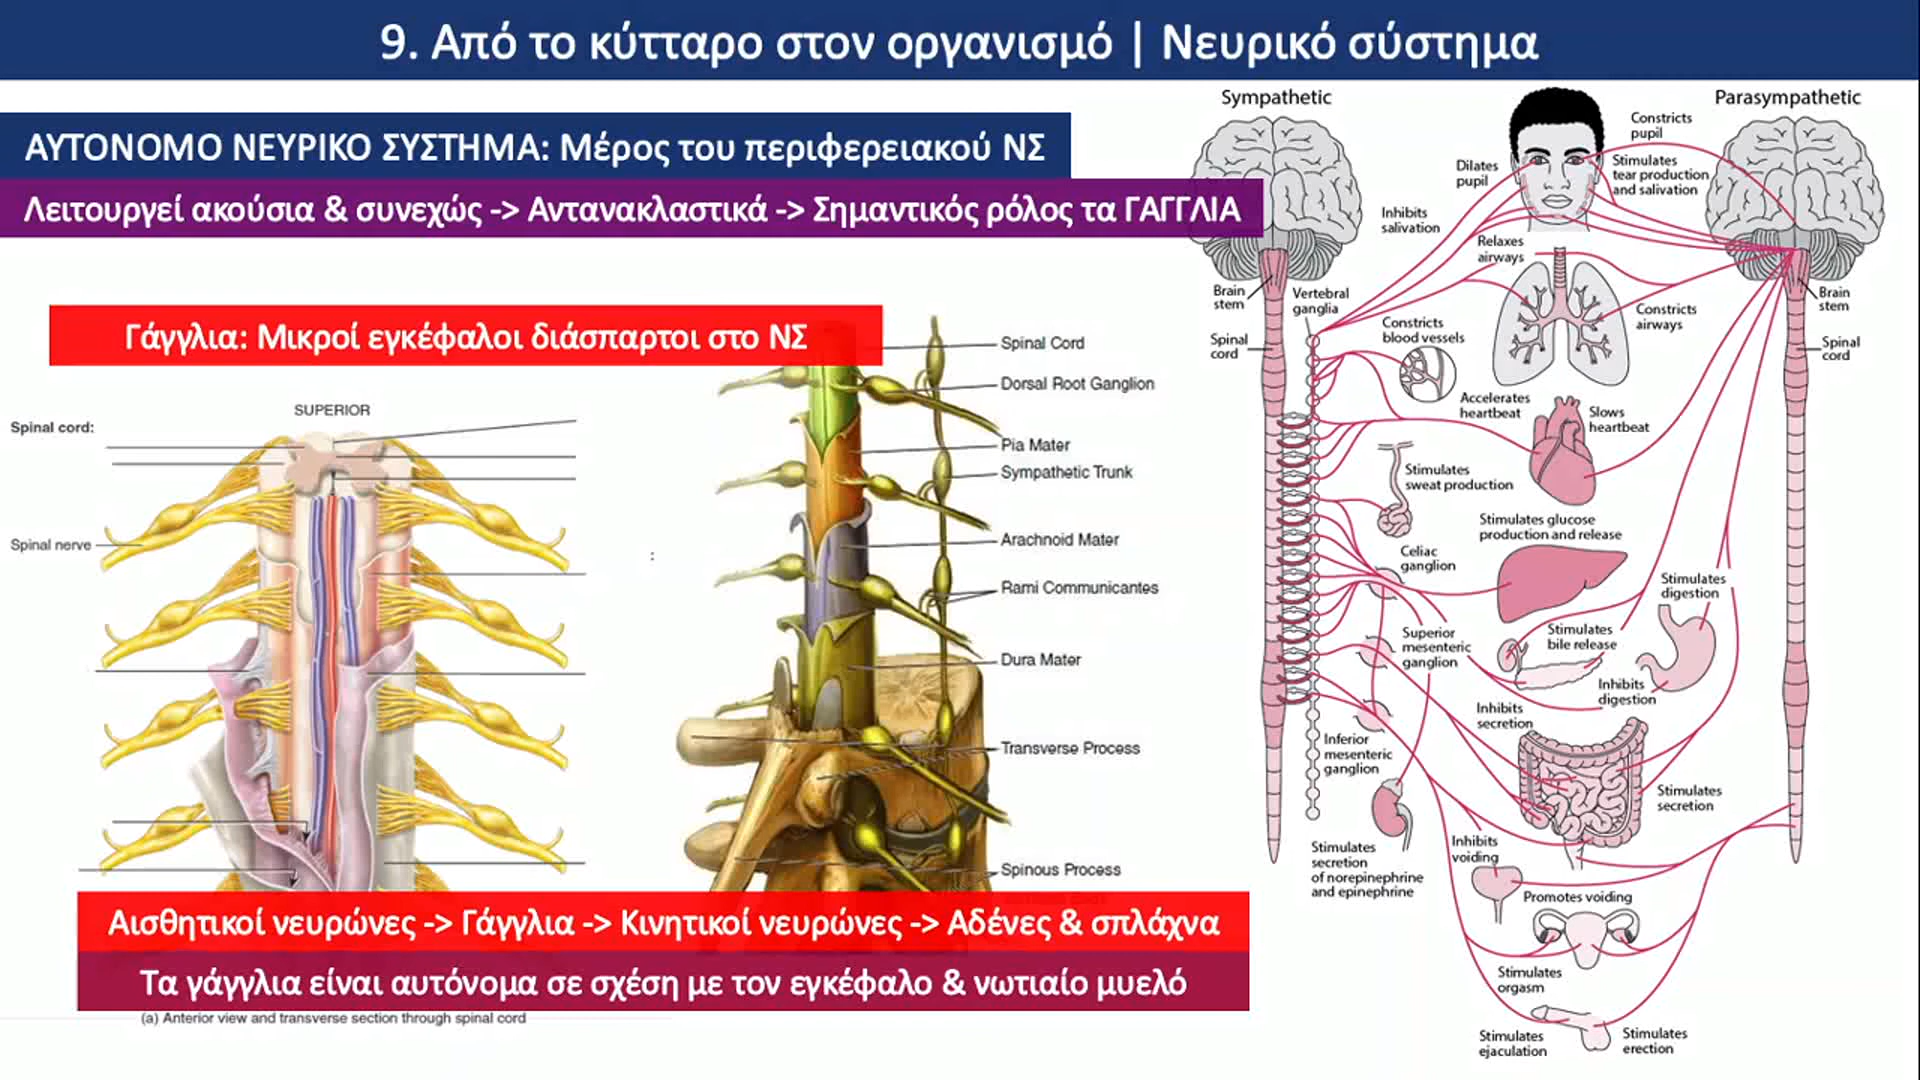 9. Από το κύτταρο στον οργανισμό | Νευρικό σύστημα
ΑΥΤΟΝΟΜΟ ΝΕΥΡΙΚΟ ΣΥΣΤΗΜΑ: Μέρος του περιφερειακού ΝΣ
Λειτουργεί ακούσια & συνεχώς -> Αντανακλαστικά -> Σημαντικός ρόλος τα ΓΑΓΓΛΙΑ
Γάγγλια: Μικροί εγκέφαλοι διάσπαρτοι στο ΝΣ
SUPERIOR
Spinal cord:
Spinal nerve
:
Spinal Cord
Dorsal Root Ganglion
Pia Mater
Sympathetic Trunk
Arachnoid Mater
Rami Communicantes
Dura Mater
Transverse Process
Spinous Process
Αισθητικοί νευρώνες -> Γάγγλια -> Κινητικοί νευρώνες -> Αδένες & σπλάχνα
Τα γάγγλια είναι αυτόνομα σε σχέση με τον εγκέφαλο & νωτιαίο μυελό
(a) Anterior view and transverse section through spinal cord
Sympathetic
Parasympathetic
Constricts
pupil
Dilates
pupil
Stimulates
tear production
and salivation
Inhibits
salivation
Relaxes
airways
Brain
stem
Vertebral
ganglia
Spinal
cord
Constricts
blood vessels
Constricts
airways
Brain
stem
Spinal
cord
Accelerates
heartbeat
Slows
heartbeat
Stimulates
sweat production
Stimulates glucose
production and release
Celiac
ganglion
Stimulates
digestion
Superior
mesenteric
ganglion
Stimulates
bile release
Inhibits
digestion
Inhibits
secretion
Inferior
mesenteric
ganglion
Stimulates
secretion
Stimulates
secretion
of norepinephrine
and epinephrine
Inhibits
voiding
Promotes voiding
Stimulates
orgasm
Stimulates
ejaculation
Stimulates
erection